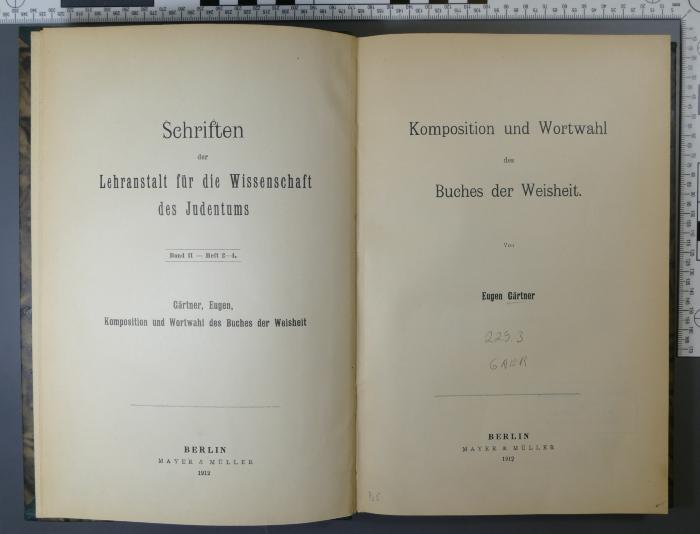 Schriften
der
Lehranstalt für die Wissenschaft
des Judentums
Band II — Heft 2—4.
Gärtner, Eugen,
Komposition und Wortwahl des Buches der Weisheit
BERLIN
MAYER & MÜLLER
1912
Komposition und Wortwahl
des
Buches der Weisheit.
Von
Eugen Gärtner
229.3
GAER
BERLIN
MAYER & MÜLLER
1912